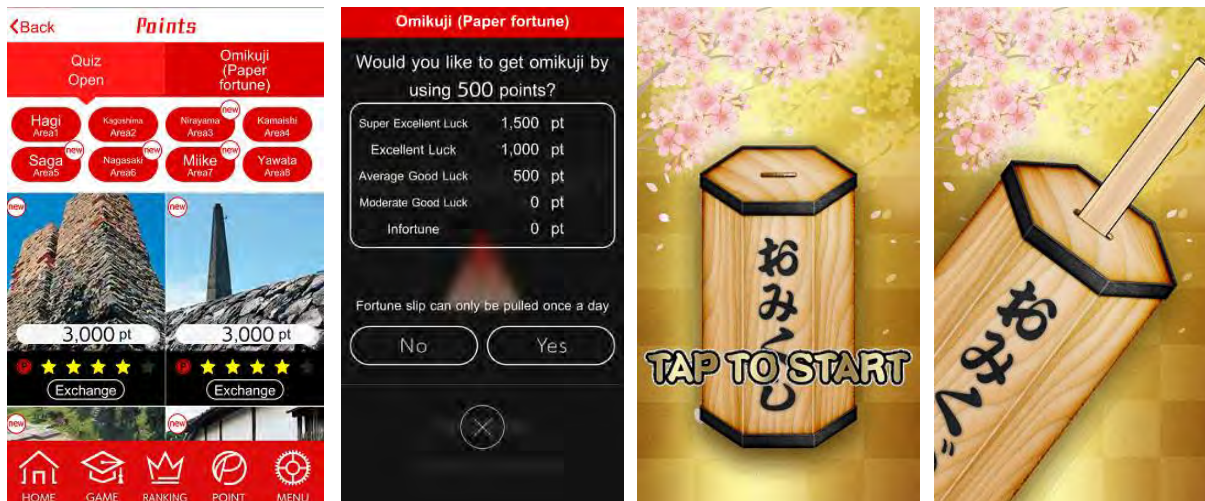 Back
Points
Quiz
Open
Omikuji
(Paper
fortune)
Hagi
Area1
Kagoshima
Area2
new
Nirayama
Area3
Kamaishi
Area4
new
Saga
Area5
new
Nagasaki
Area6
new
Miike
Area7
Yawata
Area8
new
new
3,000 pt
3,000 pt
P
P
Exchange
Exchange
new
new
HOME
GAME
RANKING
POINT
MENU
Omikuji (Paper fortune)
Would you like to get omikuji by
using 500 points?
Super Excellent Luck 1,500 pt
Excellent Luck 1,000 pt
Average Good Luck 500 pt
Moderate Good Luck 0 pt
Infortune 0 pt
Fortune slip can only be pulled once a day
No
Yes
おみくじ
TAP TO START
おみくじ